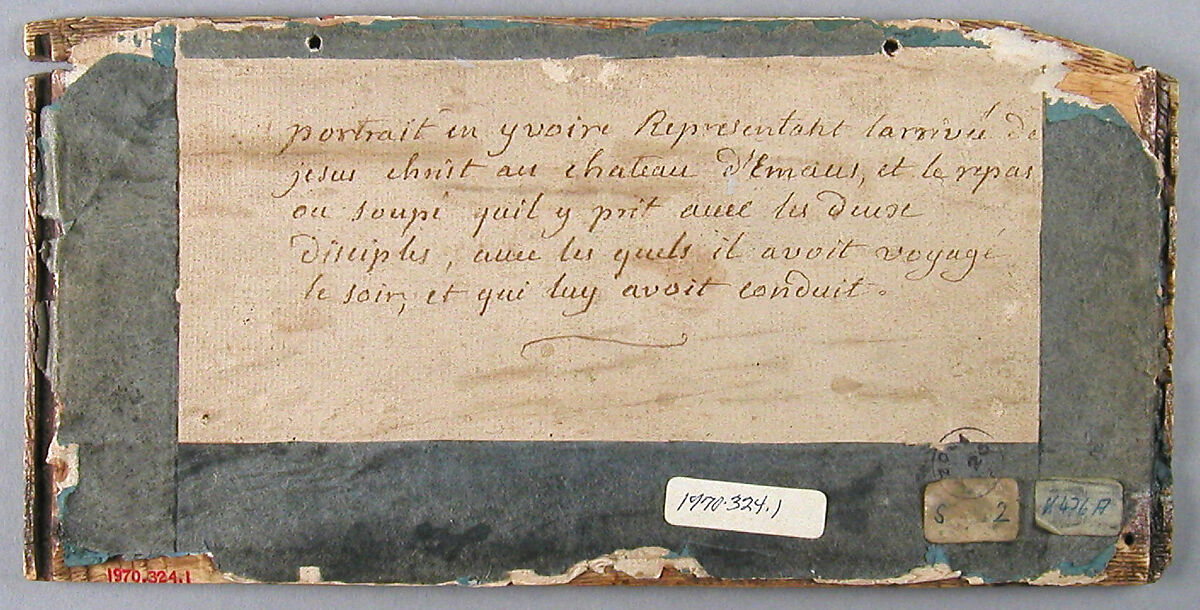 portrait en yvoire Representant larrivé de
jesus christ au chateau d'Emaus, et le repas
ou soupé quil y prit avec les deux
disciples, avec les quels il avoit voyagé
le soir, et qui luy avoit conduit.
1970.324.1
S 2
1970.324.1